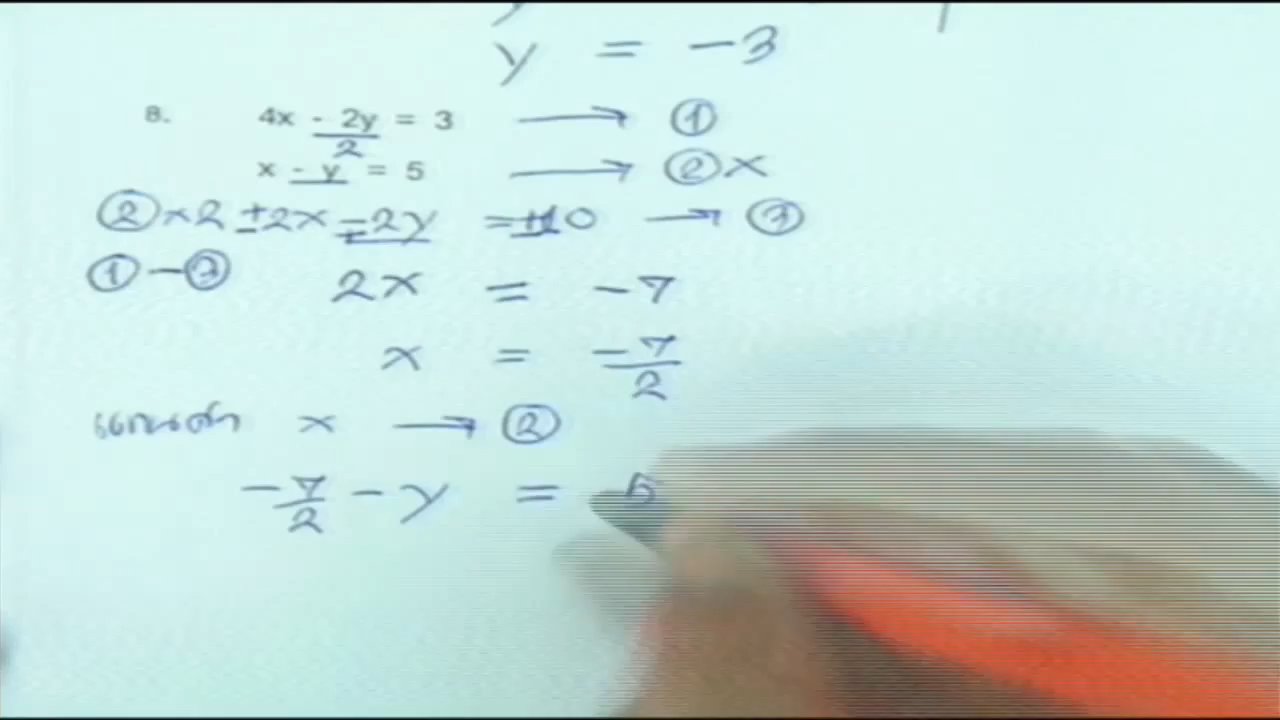 y = -3
8. 4x - 2y = 3 → ①
2
x - y = 5 → ② x
② × 2 ± 2x ∓ 2y = ±10 → ③
① - ③ 2x = -7
x = -7/2
แทนค่า x → ②
-7/2 - y = 5